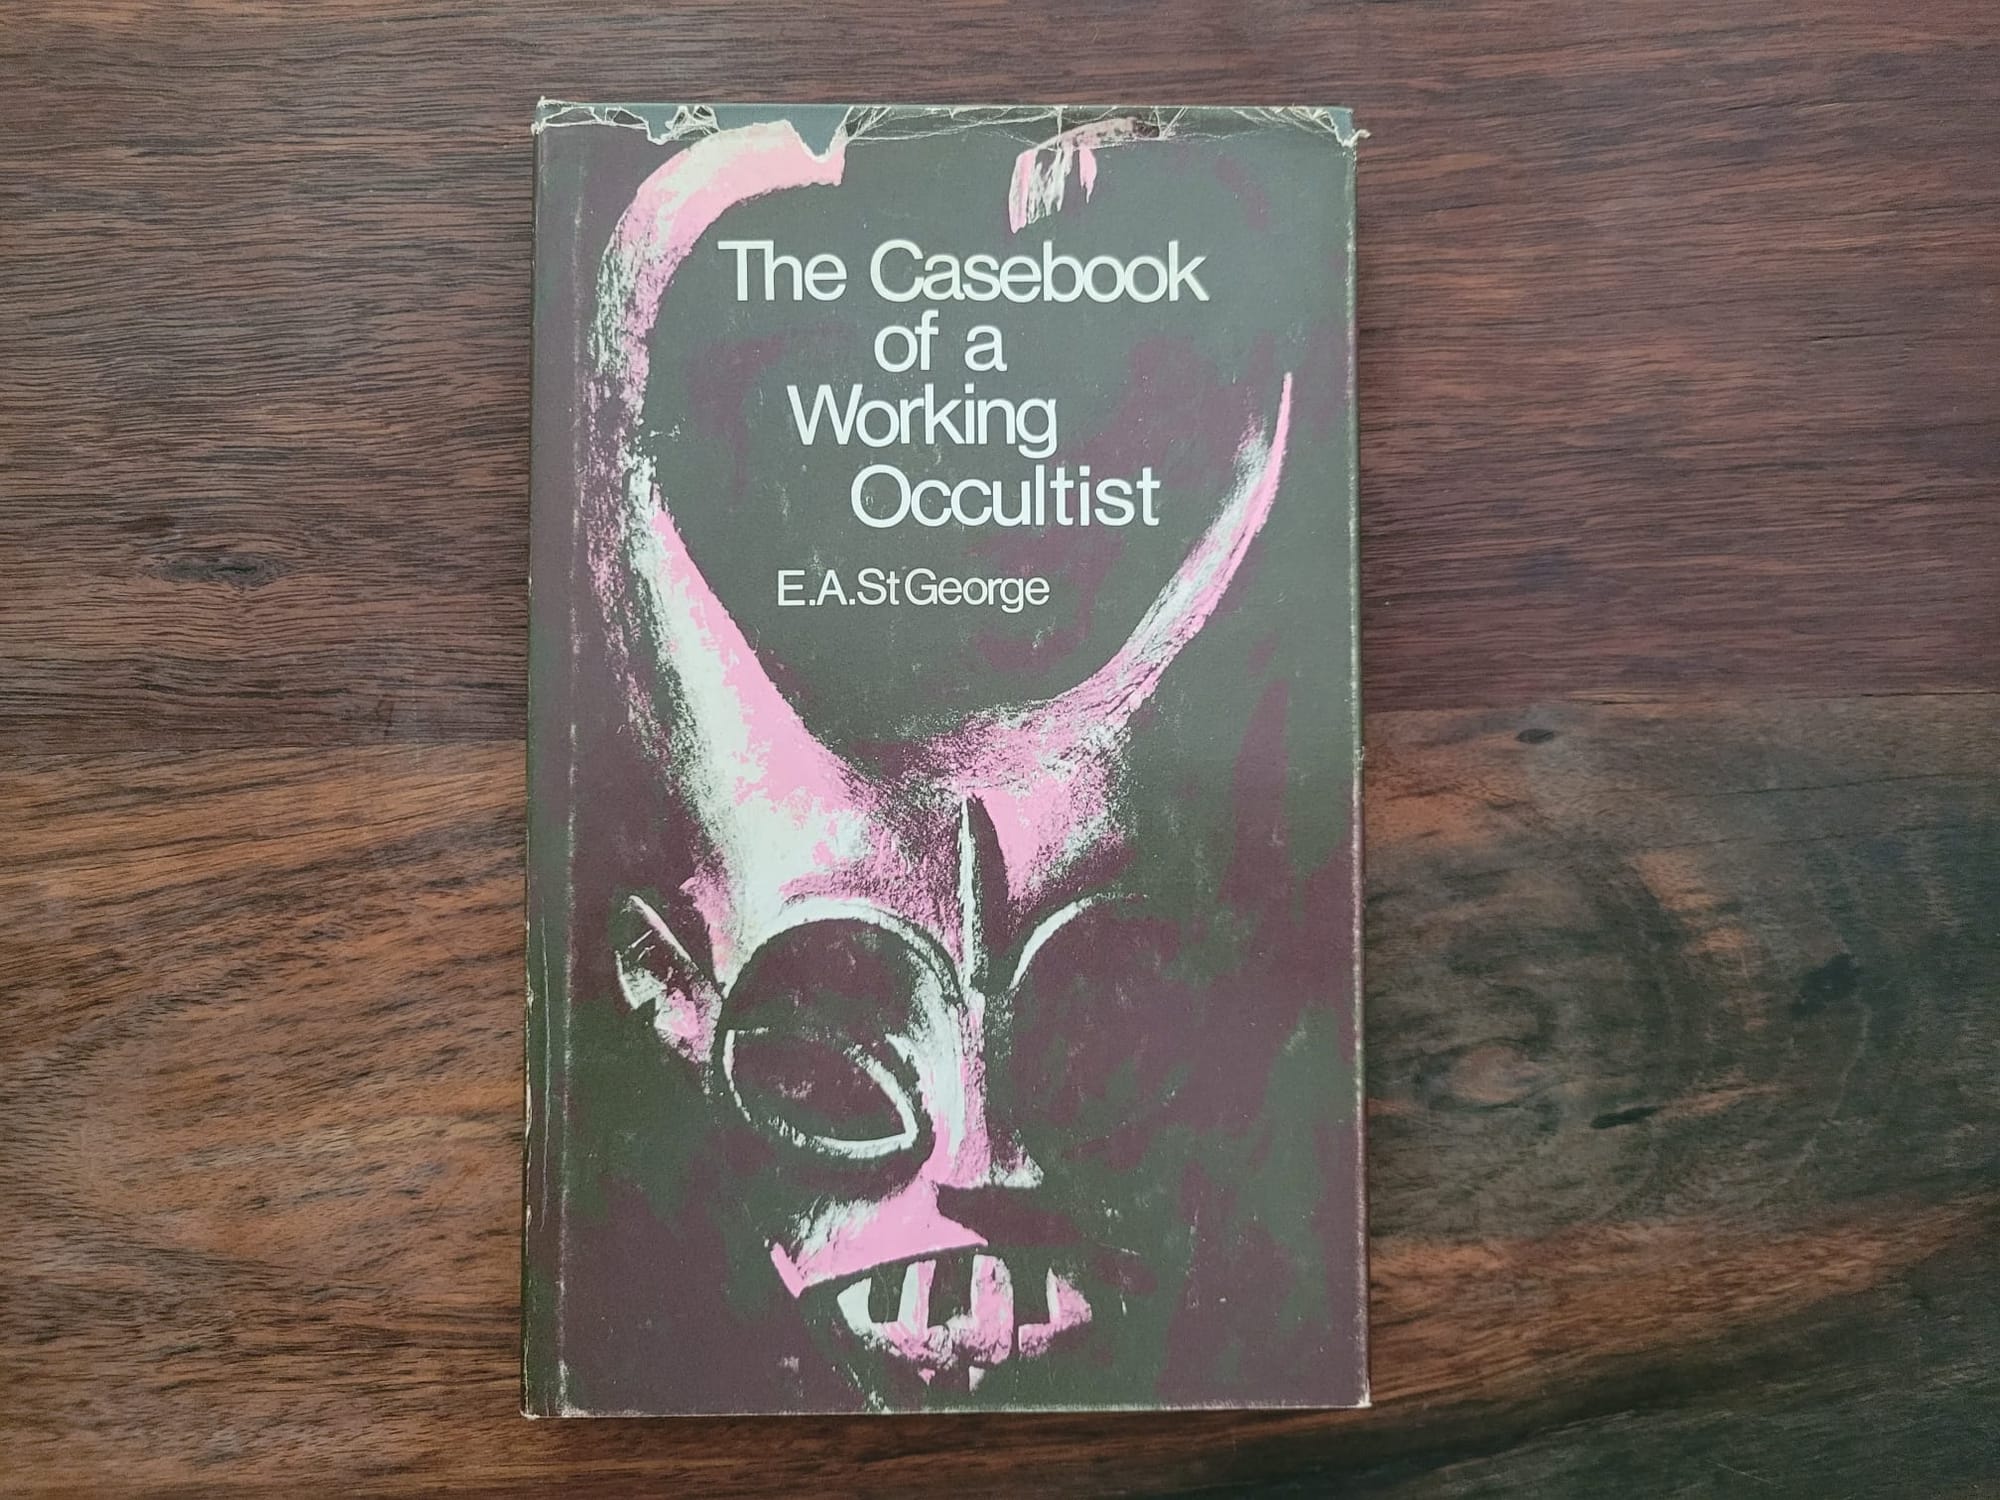 The Casebook
of a
Working
Occultist
E.A.St George